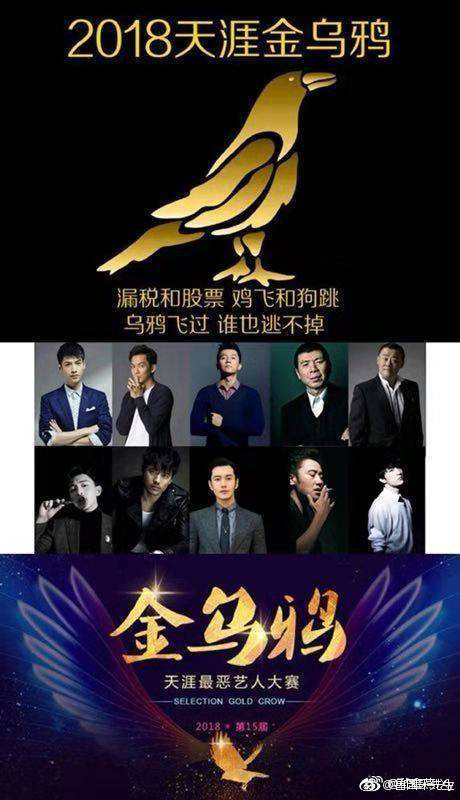 2018天涯金乌鸦
漏税和股票 鸡飞和狗跳
乌鸦飞过 谁也逃不掉
金乌鸦
天涯最恶艺人大赛
SELECTION GOLD CROW
2018 第15届